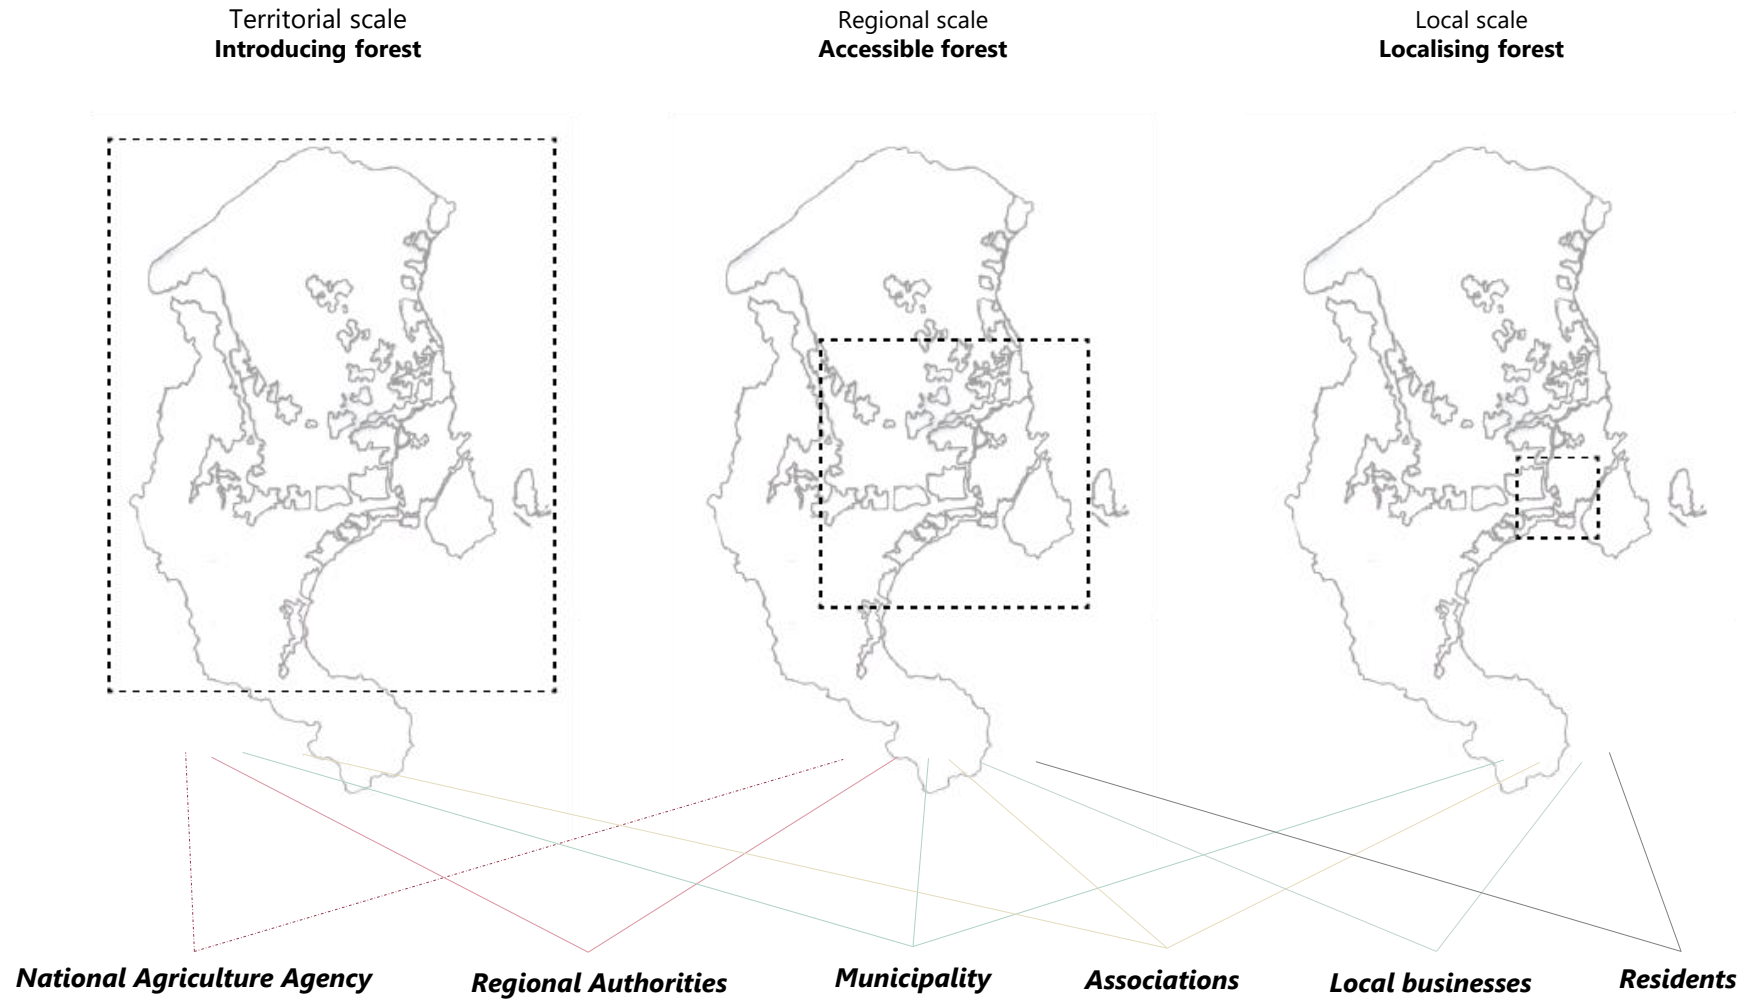 Territorial scale
Introducing forest
Regional scale
Accessible forest
Local scale
Localising forest
National Agriculture Agency
Regional Authorities
Municipality
Associations
Local businesses
Residents